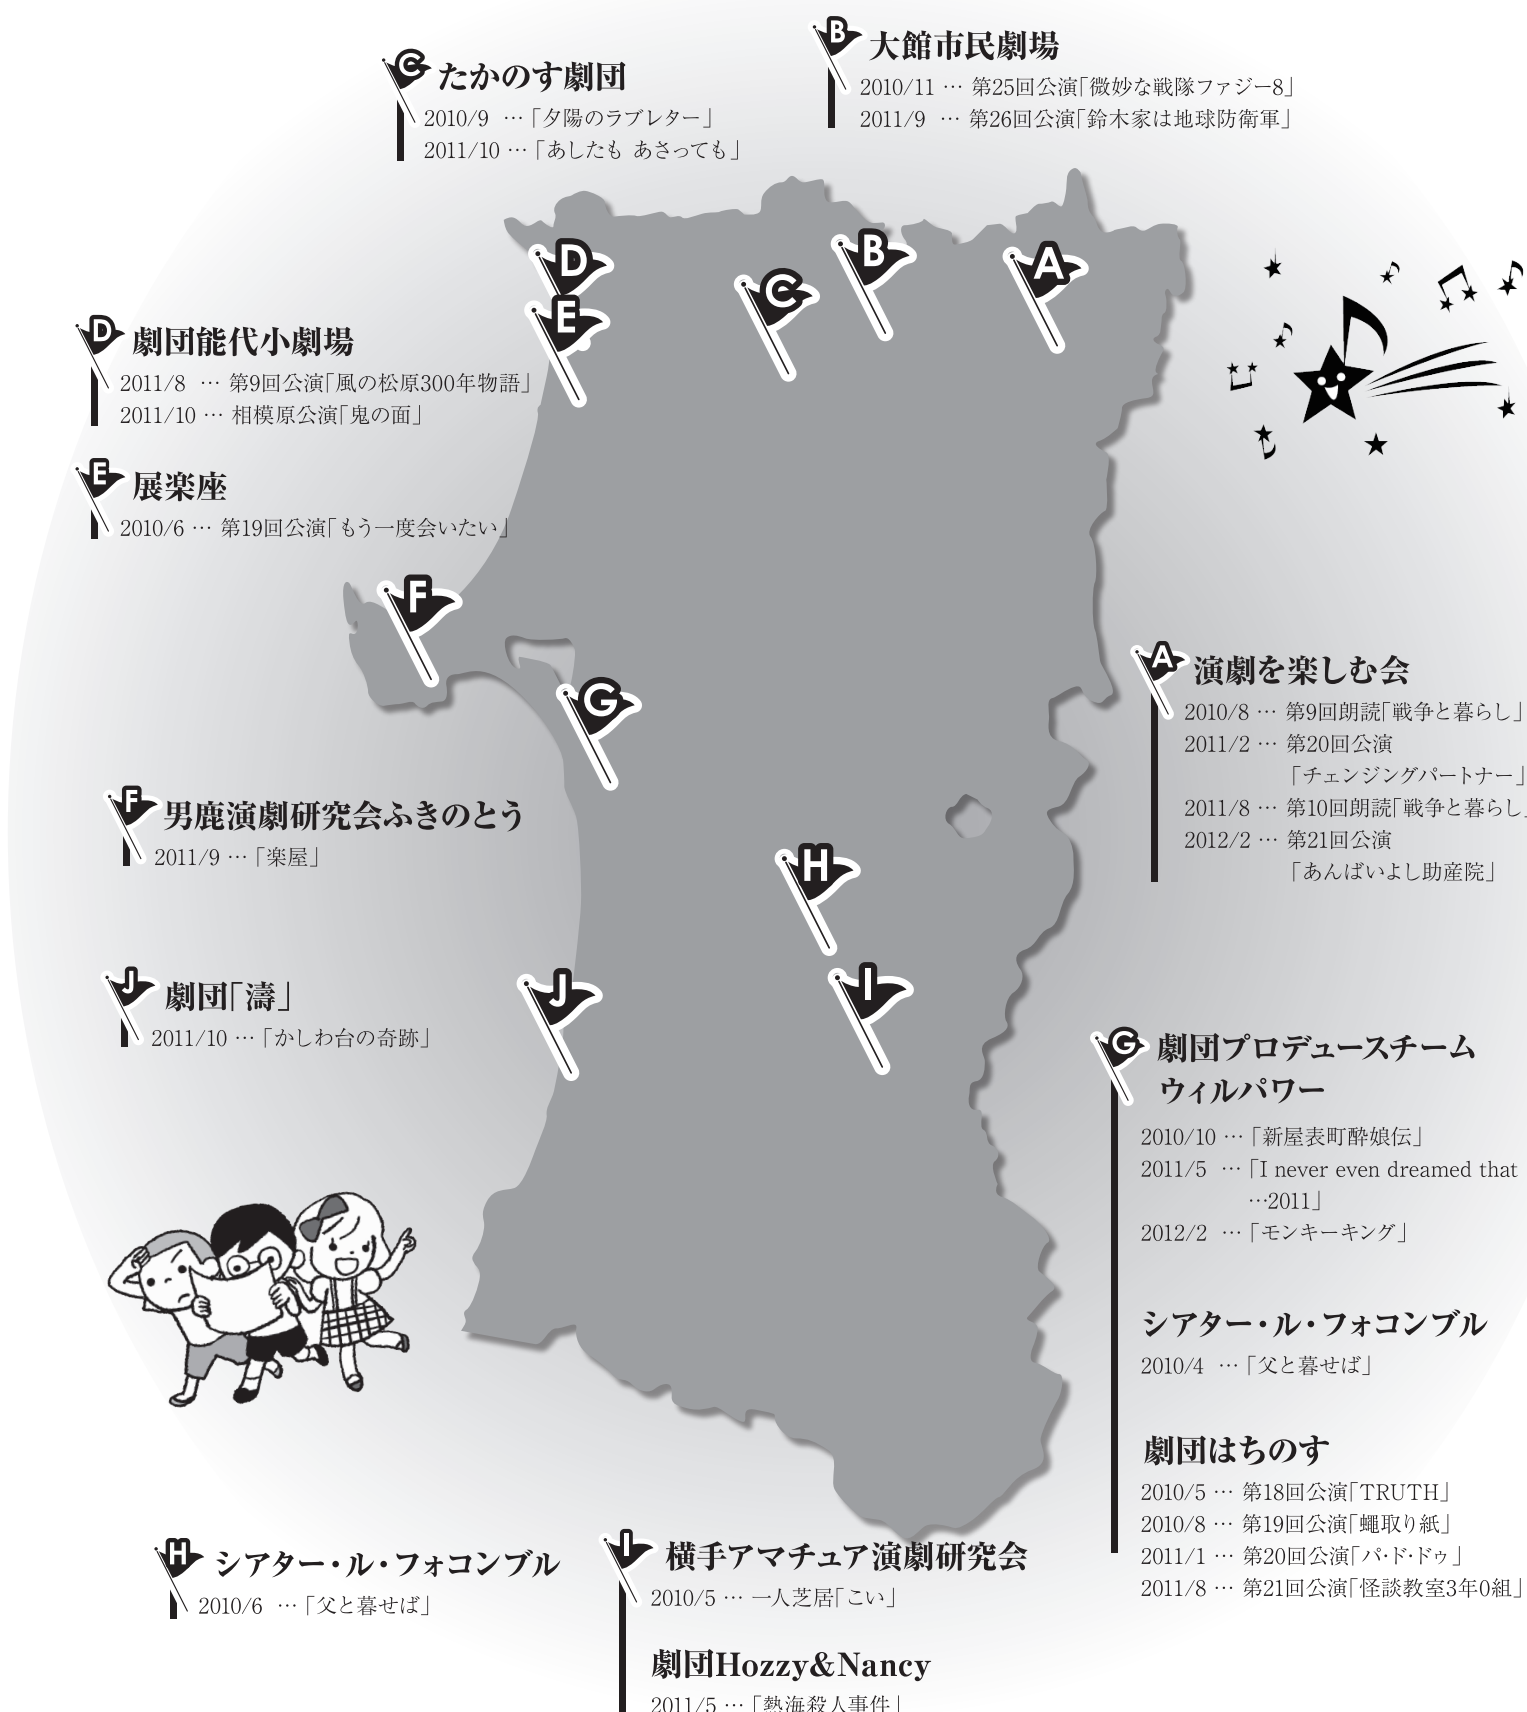 B 大館市民劇場
2010/11 … 第25回公演「微妙な戦隊ファジー8」
2011/9 … 第26回公演「鈴木家は地球防衛軍」
C たかのす劇団
2010/9 …「夕陽のラブレター」
2011/10 …「あしたも あさっても」
D
B
A
C
E
D 劇団能代小劇場
2011/8 … 第9回公演「風の松原300年物語」
2011/10 … 相模原公演「鬼の面」
E 展楽座
2010/6 … 第19回公演「もう一度会いたい」
F
G
A 演劇を楽しむ会
2010/8 … 第9回朗読「戦争と暮らし」
2011/2 … 第20回公演
「チェンジングパートナー」
2011/8 … 第10回朗読「戦争と暮らし」
2012/2 … 第21回公演
「あんばいよし助産院」
F 男鹿演劇研究会ふきのとう
2011/9 …「楽屋」
H
I
J
J 劇団「濤」
2011/10 …「かしわ台の奇跡」
G 劇団プロデュースチーム
ウィルパワー
2010/10 …「新屋表町酔娘伝」
2011/5 …「I never even dreamed that
…2011」
2012/2 …「モンキーキング」
シアター・ル・フォコンブル
2010/4 …「父と暮せば」
劇団はちのす
2010/5 … 第18回公演「TRUTH」
2010/8 … 第19回公演「蠅取り紙」
2011/1 … 第20回公演「パ・ド・ドゥ」
2011/8 … 第21回公演「怪談教室3年0組」
H シアター・ル・フォコンブル
2010/6 …「父と暮せば」
I 横手アマチュア演劇研究会
2010/5 … 一人芝居「こい」
劇団Hozzy&Nancy
2011/5 …「熱海殺人事件」